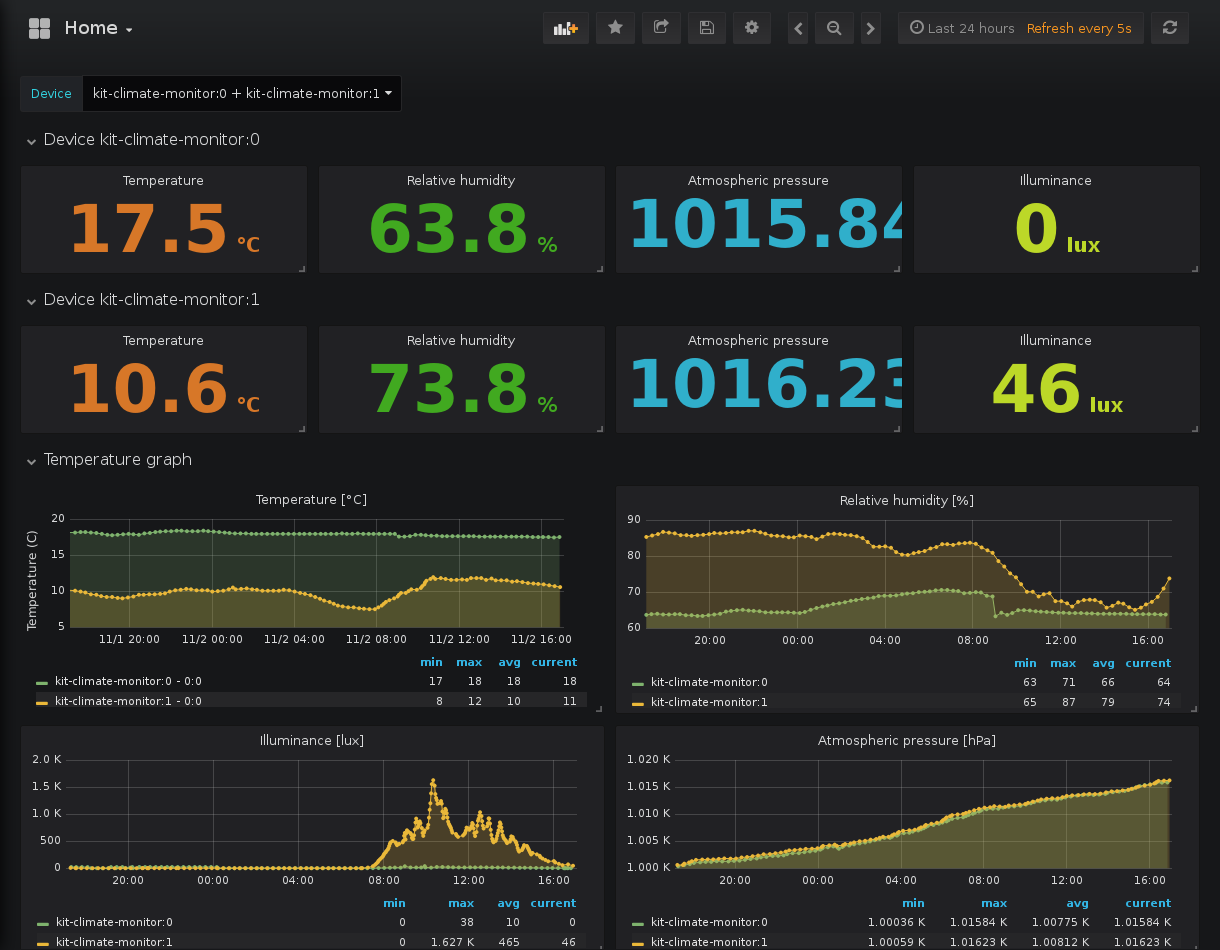 Home
Last 24 hours Refresh every 5s
Device kit-climate-monitor:0 + kit-climate-monitor:1
Device kit-climate-monitor:0
Temperature Relative humidity Atmospheric pressure Illuminance
17.5 °C 63.8 % 1015.84 0 lux
Device kit-climate-monitor:1
Temperature Relative humidity Atmospheric pressure Illuminance
10.6 °C 73.8 % 1016.23 46 lux
Temperature graph
Temperature [°C]
Temperature (C)
20
15
10
5
11/1 20:00 11/2 00:00 11/2 04:00 11/2 08:00 11/2 12:00 11/2 16:00
min max avg current
kit-climate-monitor:0 - 0:0 17 18 18 18
kit-climate-monitor:1 - 0:0 8 12 10 11
Relative humidity [%]
90
80
70
60
20:00 00:00 04:00 08:00 12:00 16:00
min max avg current
kit-climate-monitor:0 63 71 66 64
kit-climate-monitor:1 65 87 79 74
Illuminance [lux]
2.0 K
1.5 K
1.0 K
500
0
20:00 00:00 04:00 08:00 12:00 16:00
min max avg current
kit-climate-monitor:0 0 38 10 0
kit-climate-monitor:1 0 1.627 K 465 46
Atmospheric pressure [hPa]
1.020 K
1.015 K
1.010 K
1.005 K
1.000 K
20:00 00:00 04:00 08:00 12:00 16:00
min max avg current
kit-climate-monitor:0 1.00036 K 1.01584 K 1.00775 K 1.01584 K
kit-climate-monitor:1 1.00059 K 1.01623 K 1.00812 K 1.01623 K